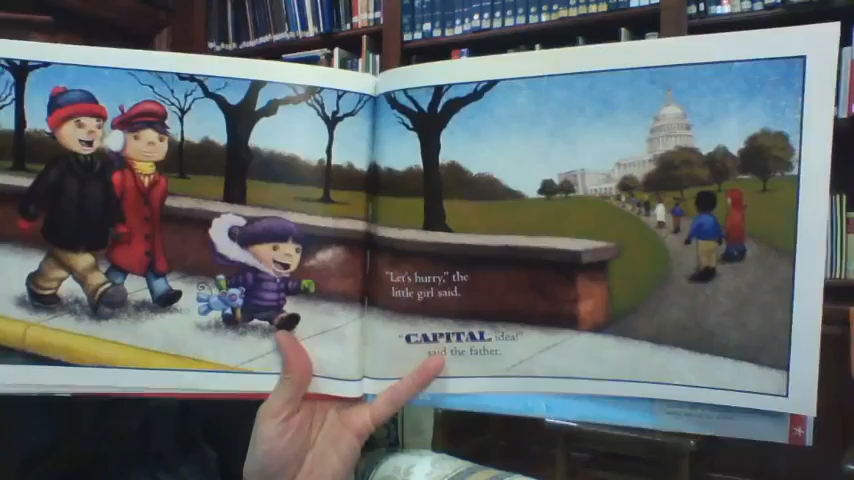 "Let's hurry," the
little girl said.
"CAPITAL idea!"
said the father.